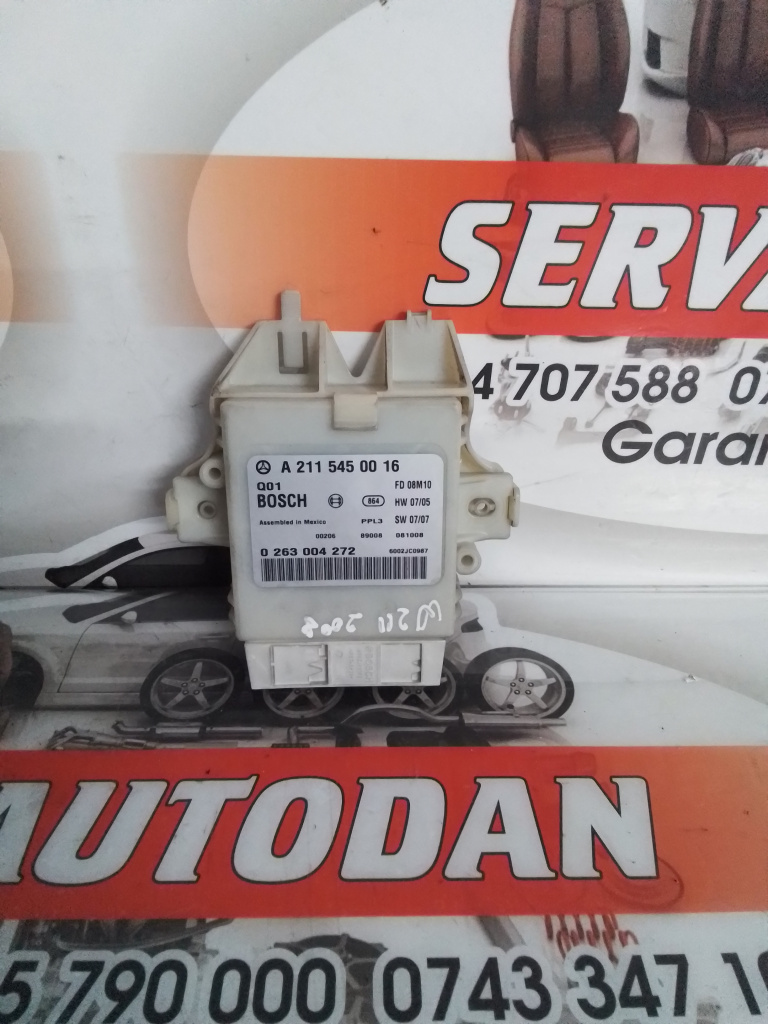 SERV
4 707 588 07
Garan
A 211 545 00 16
Q01 FD 08M10
BOSCH 864 HW 07/05
Assembled in Mexico PPL3 SW 07/07
00206 89008 081008
0 263 004 272 6002JC0987
W211 2008
AUTODAN
5 790 000 0743 347 1